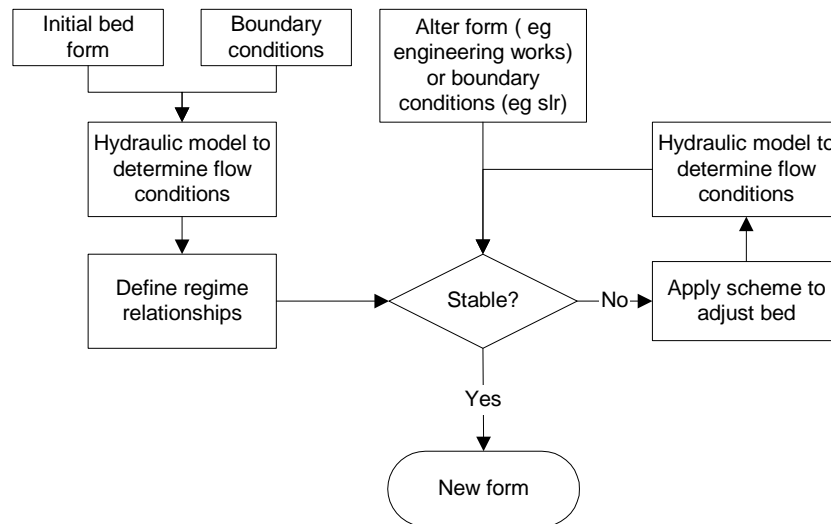 Initial bed
form
Boundary
conditions
Alter form ( eg
engineering works)
or boundary
conditions (eg slr)
Hydraulic model to
determine flow
conditions
Hydraulic model to
determine flow
conditions
Define regime
relationships
Stable?
No
Apply scheme to
adjust bed
Yes
New form